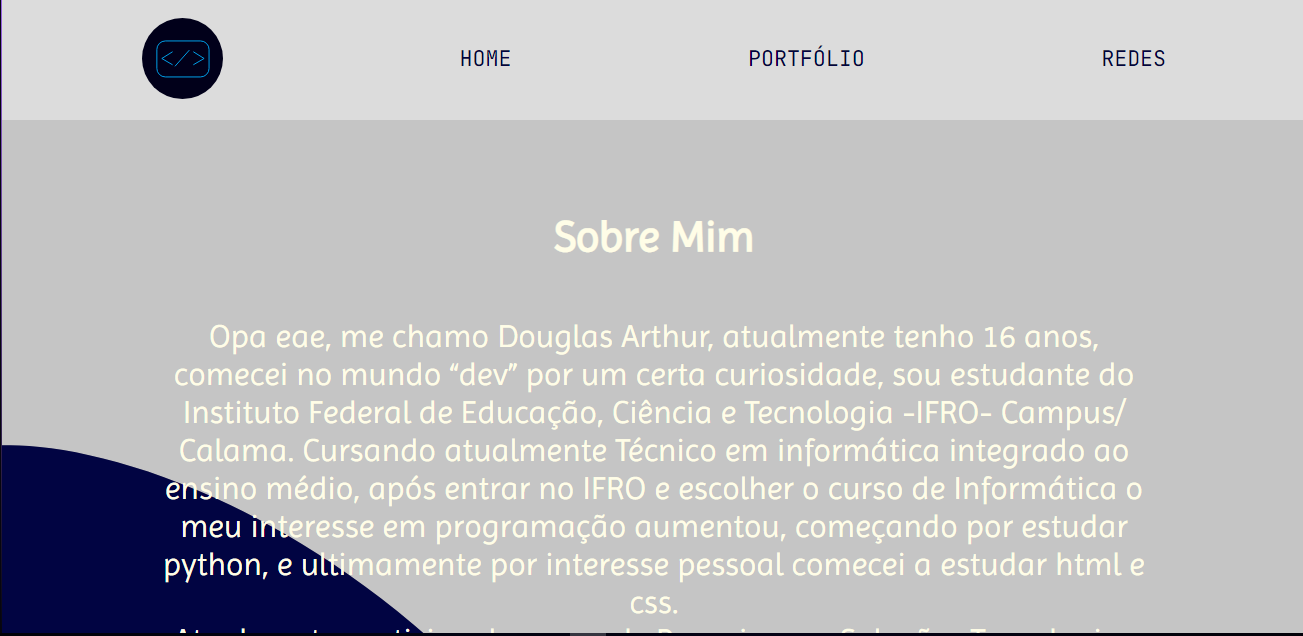 </>
HOME
PORTFÓLIO
REDES
Sobre Mim
Opa eae, me chamo Douglas Arthur, atualmente tenho 16 anos,
comecei no mundo “dev” por um certa curiosidade, sou estudante do
Instituto Federal de Educação, Ciência e Tecnologia -IFRO- Campus/
Calama. Cursando atualmente Técnico em informática integrado ao
ensino médio, após entrar no IFRO e escolher o curso de Informática o
meu interesse em programação aumentou, começando por estudar
python, e ultimamente por interesse pessoal comecei a estudar html e
css.